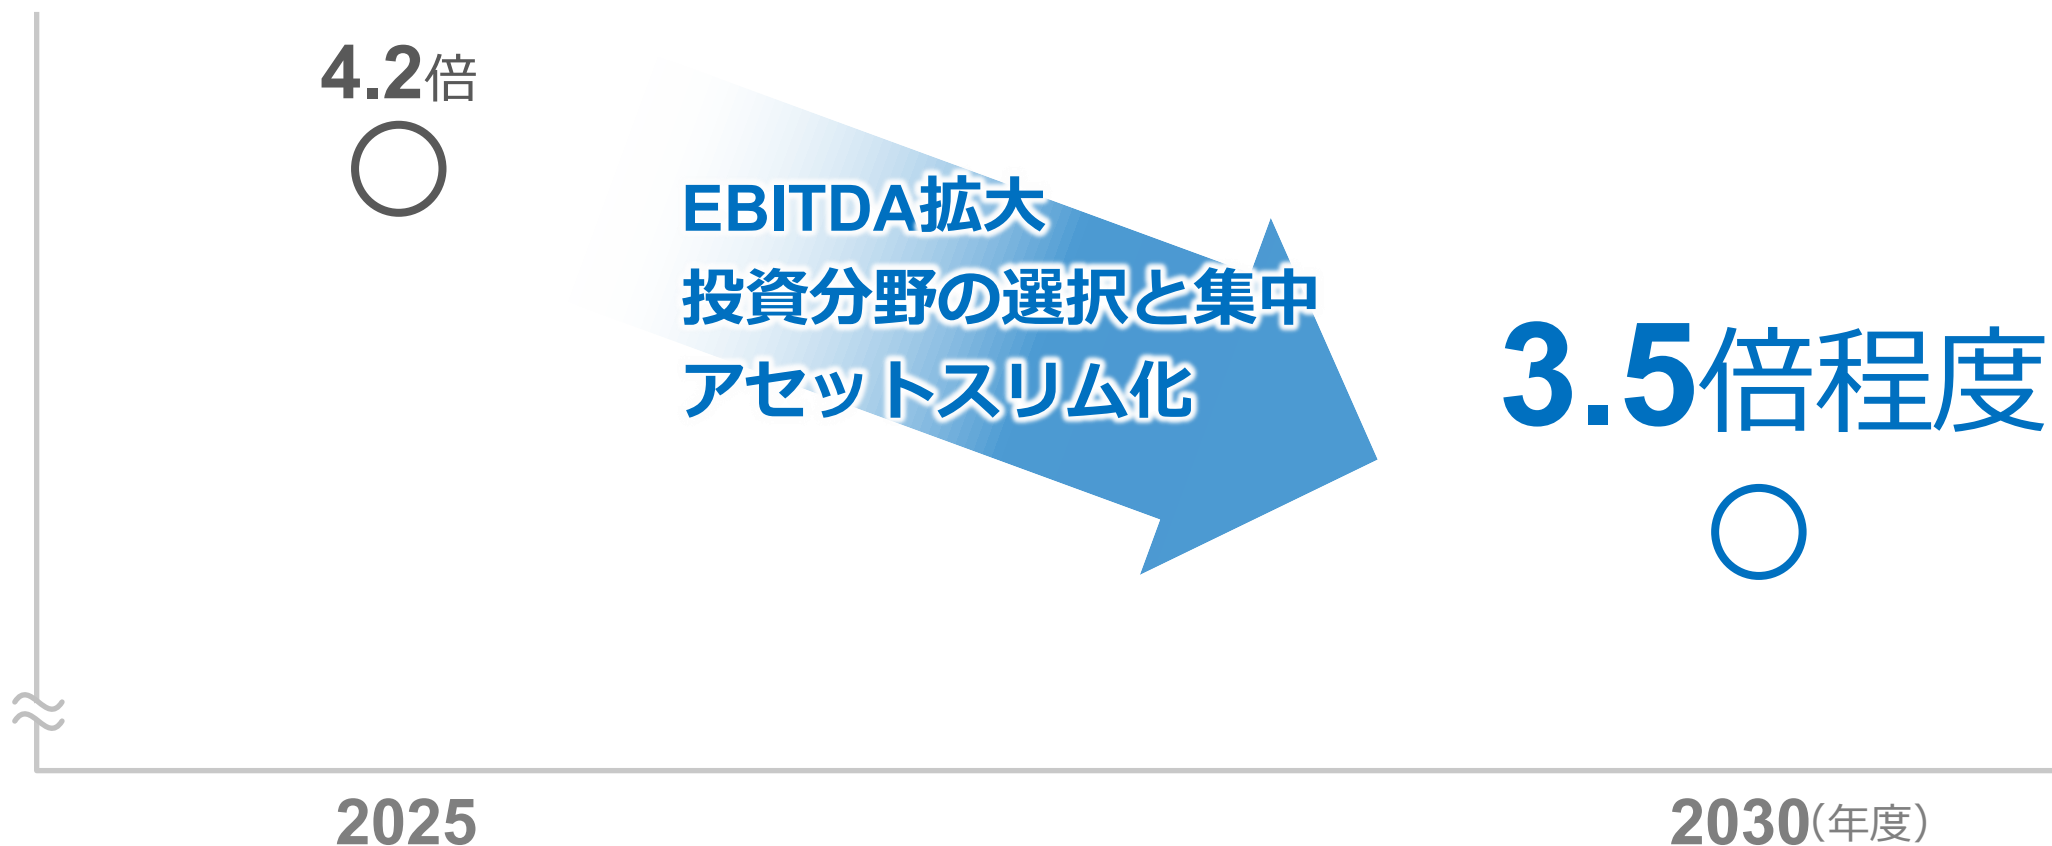 4.2倍
EBITDA拡大
投資分野の選択と集中
アセットスリム化
3.5倍程度
2025
2030(年度)